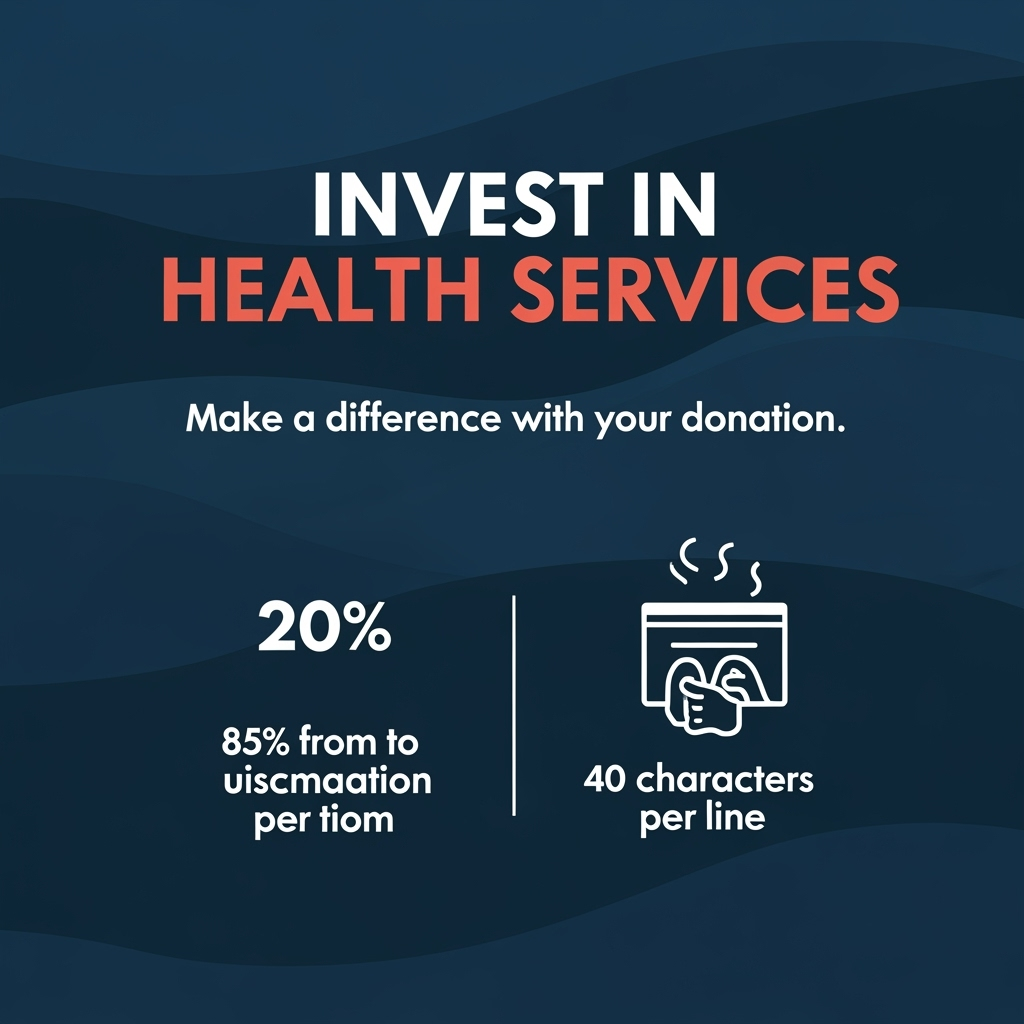 INVEST IN
HEALTH SERVICES
Make a difference with your donation.
20%
85% from to
uiscmaation
per tiom
40 characters
per line